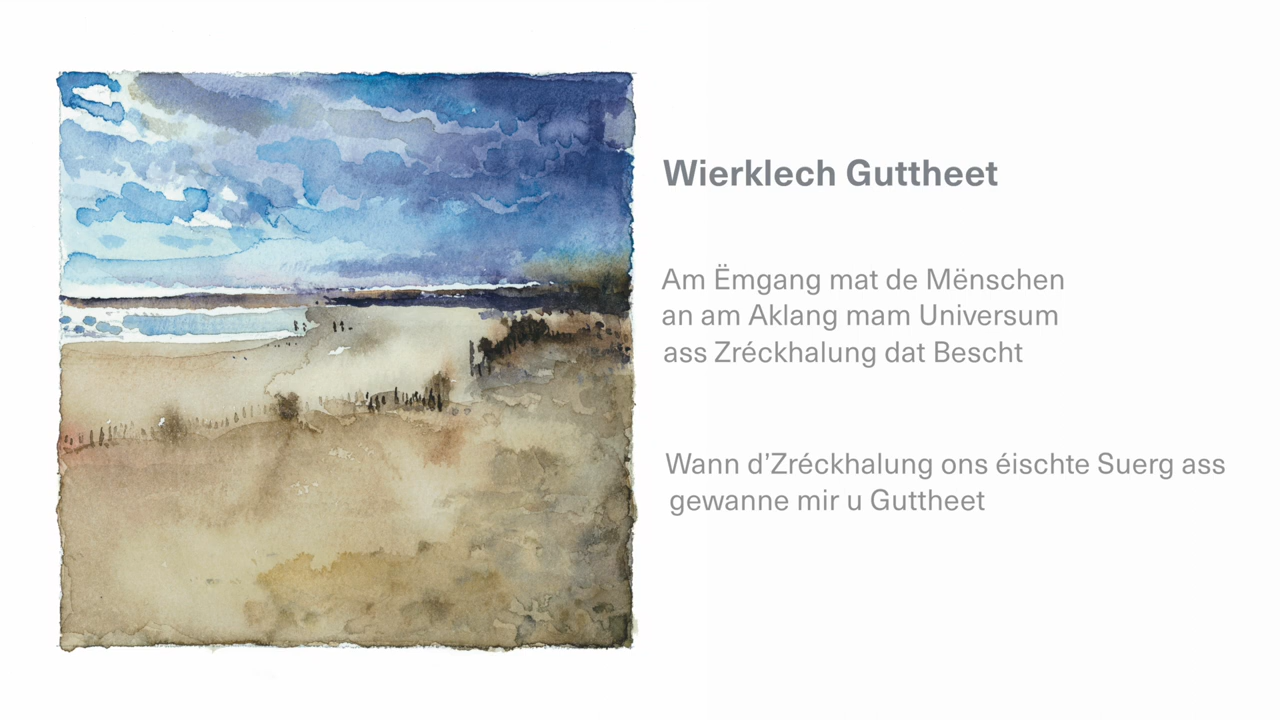 Wierklech Guttheet
Am Ëmgang mat de Mënschen
an am Aklang mam Universum
ass Zréckhalung dat Bescht
Wann d’Zréckhalung ons éischte Suerg ass
gewanne mir u Guttheet